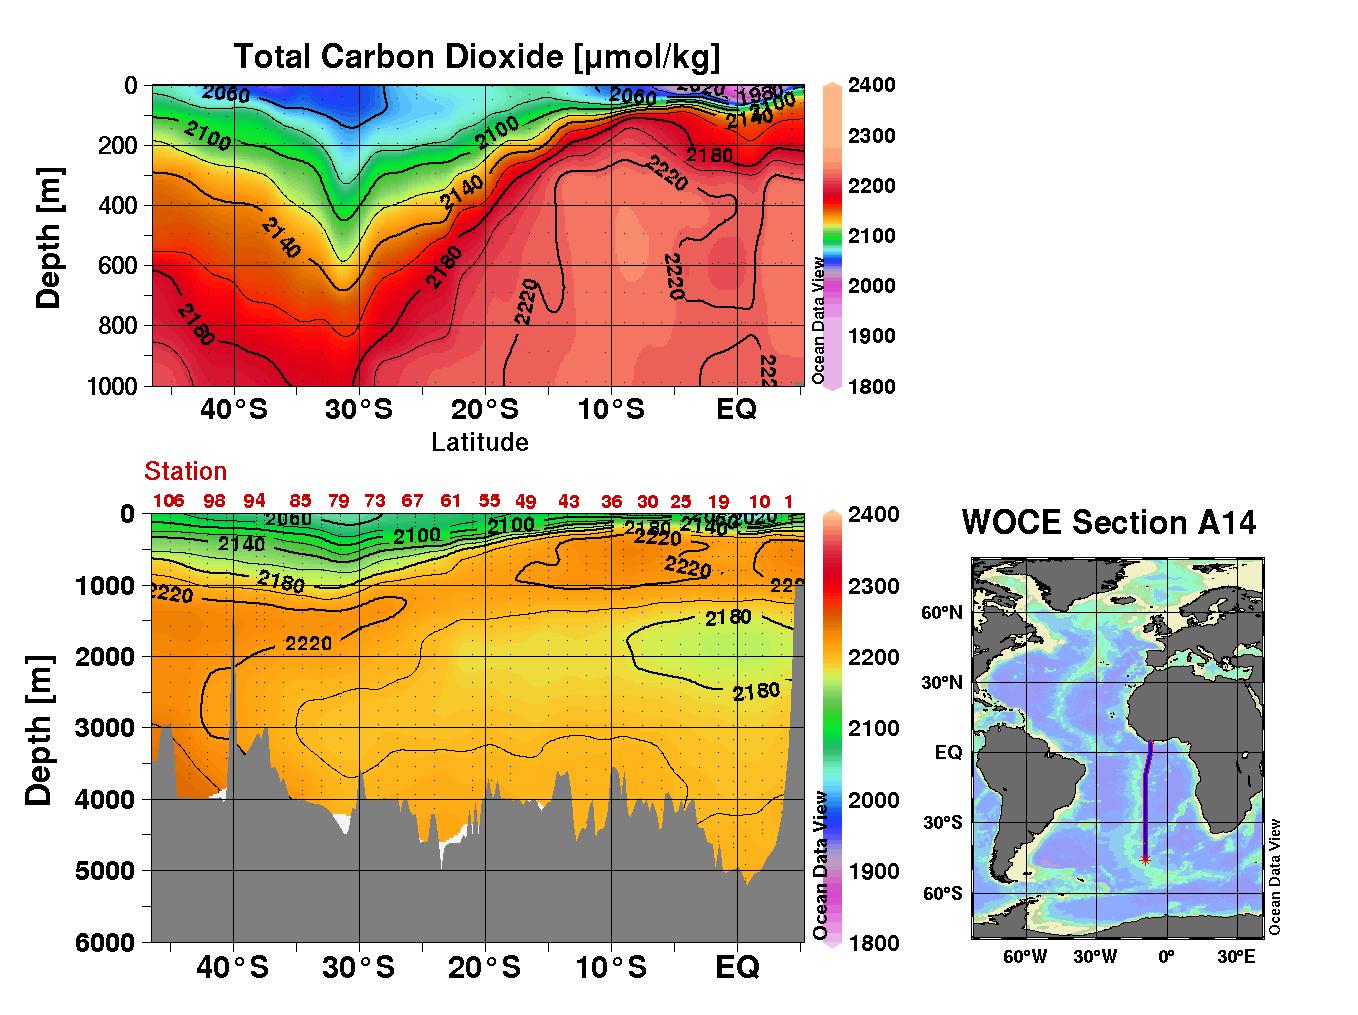 Total Carbon Dioxide [µmol/kg]
0
200
400
600
800
1000
Depth [m]
2060
2100
2140
2180
2100
2140
2180
2220
2060
2020
1980
2100
2140
2180
2220
2220
2400
2300
2200
2100
2000
1900
1800
Ocean Data View
40°S
30°S
20°S
10°S
EQ
Latitude
Station
106 98 94 85 79 73 67 61 55 49 43 36 30 25 19 10 1
0
1000
2000
3000
4000
5000
6000
Depth [m]
2060
2140
2180
2220
2220
2100
2100
2180
2140
2020
2220
2220
2220
2180
2180
2400
2300
2200
2100
2000
1900
1800
Ocean Data View
40°S
30°S
20°S
10°S
EQ
WOCE Section A14
60°N
30°N
EQ
30°S
60°S
60°W
30°W
0°
30°E
Ocean Data View